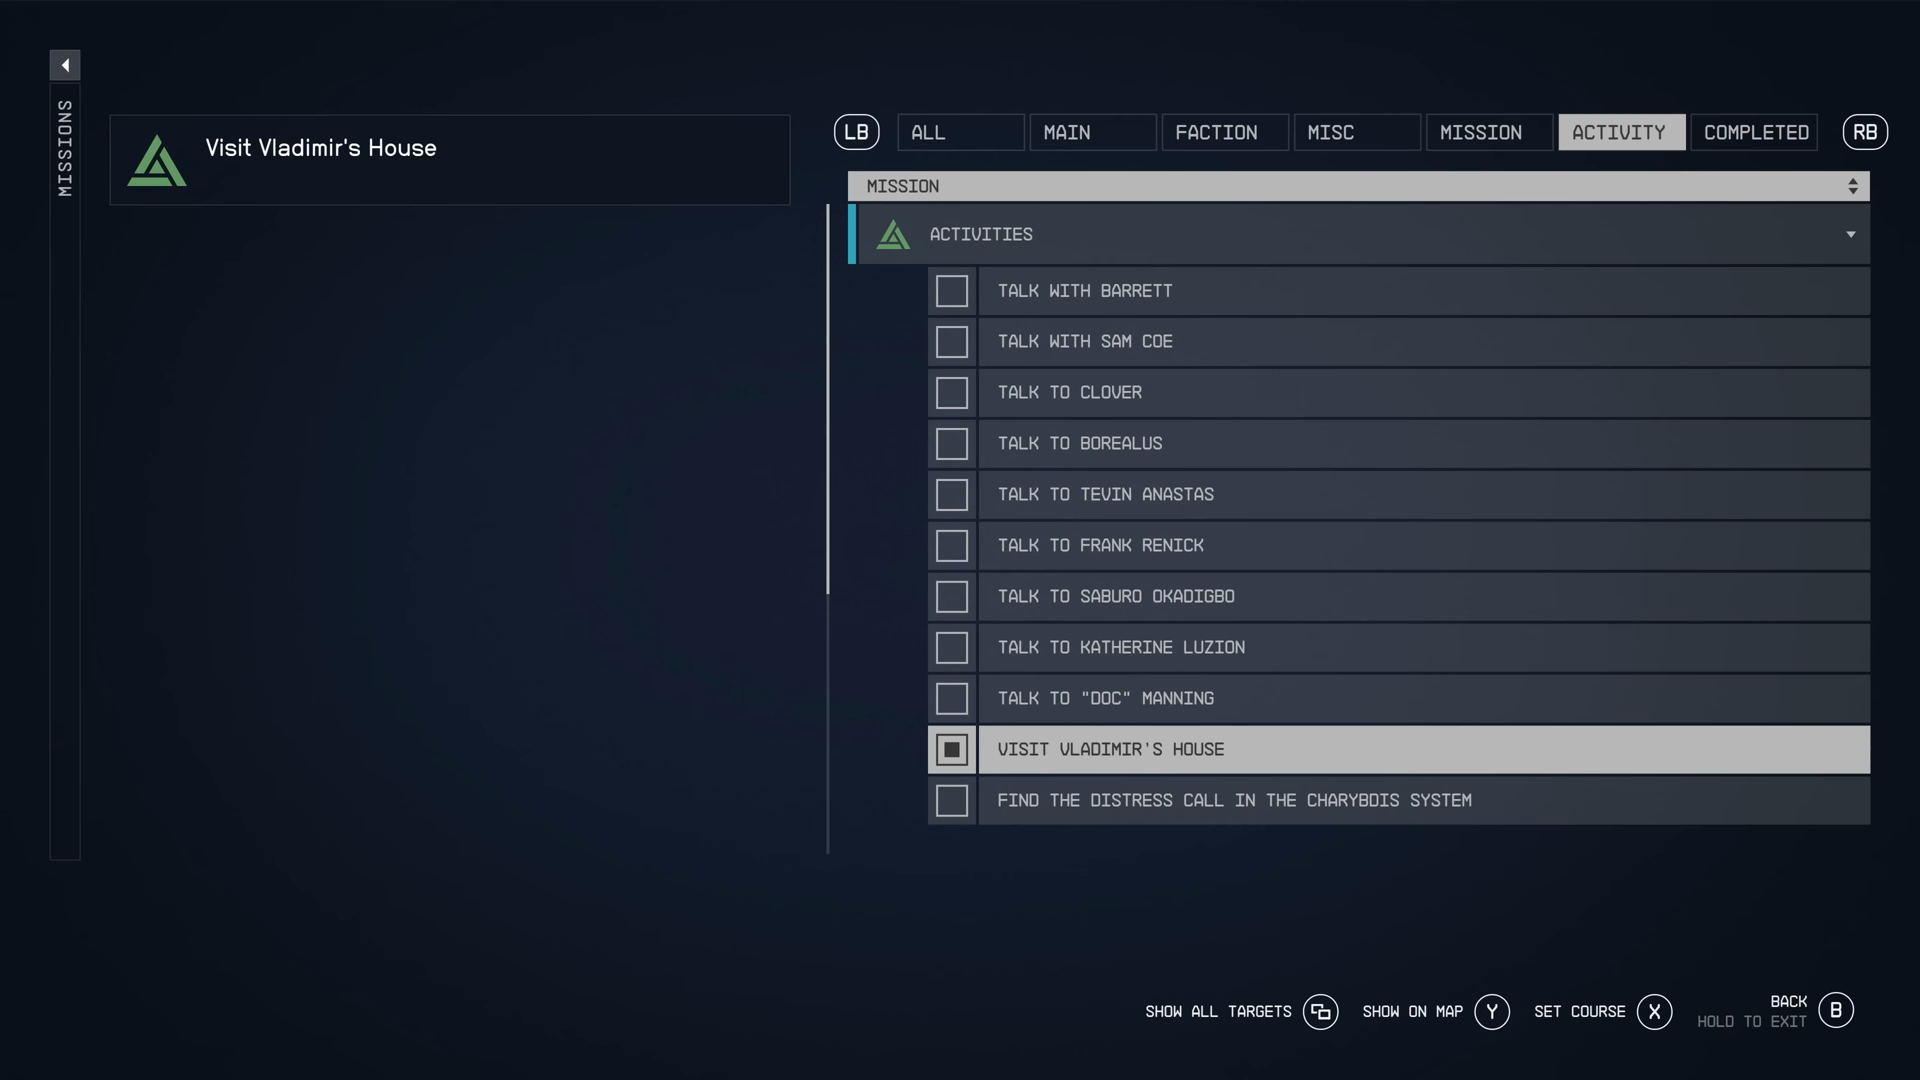 MISSIONS
Visit Vladimir's House
LB ALL MAIN FACTION MISC MISSION ACTIVITY COMPLETED RB
MISSION
ACTIVITIES
TALK WITH BARRETT
TALK WITH SAM COE
TALK TO CLOVER
TALK TO BOREALUS
TALK TO TEVIN ANASTAS
TALK TO FRANK RENICK
TALK TO SABURO OKADIGBO
TALK TO KATHERINE LUZION
TALK TO "DOC" MANNING
VISIT VLADIMIR'S HOUSE
FIND THE DISTRESS CALL IN THE CHARYBDIS SYSTEM
SHOW ALL TARGETS SHOW ON MAP Y SET COURSE X BACK B
HOLD TO EXIT